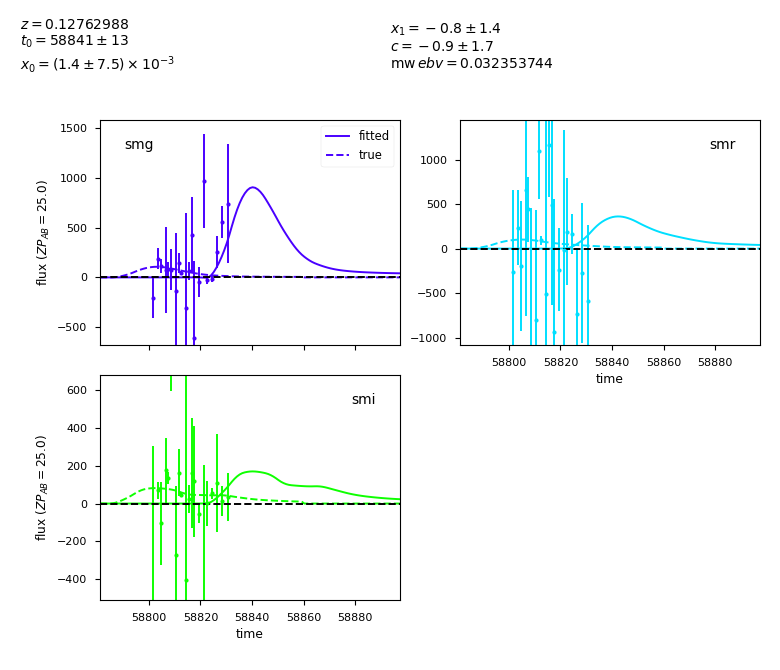 z = 0.12762988
t₀ = 58841 ± 13
x₀ = (1.4 ± 7.5) × 10⁻³
x₁ = −0.8 ± 1.4
c = −0.9 ± 1.7
mw ebv = 0.032353744
smg
fitted
true
1500
1000
500
0
−500
flux (ZP_AB = 25.0)
smr
1000
500
0
−500
−1000
58800 58820 58840 58860 58880
time
smi
600
400
200
0
−200
−400
flux (ZP_AB = 25.0)
58800 58820 58840 58860 58880
time